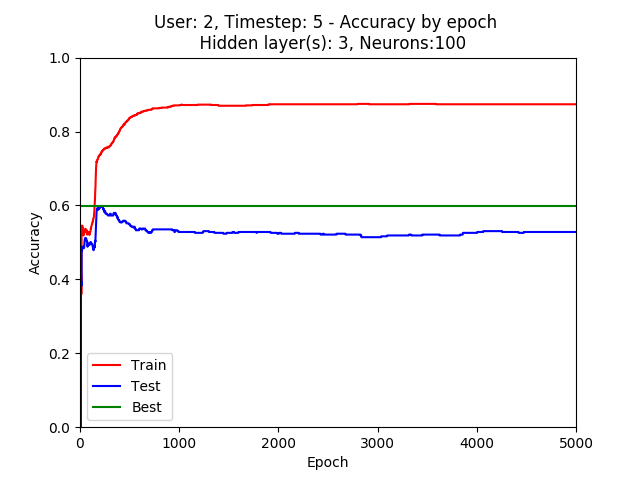 User: 2, Timestep: 5 - Accuracy by epoch
Hidden layer(s): 3, Neurons:100
1.0
0.8
0.6
0.4
0.2
0.0
Accuracy
Train
Test
Best
0 1000 2000 3000 4000 5000
Epoch